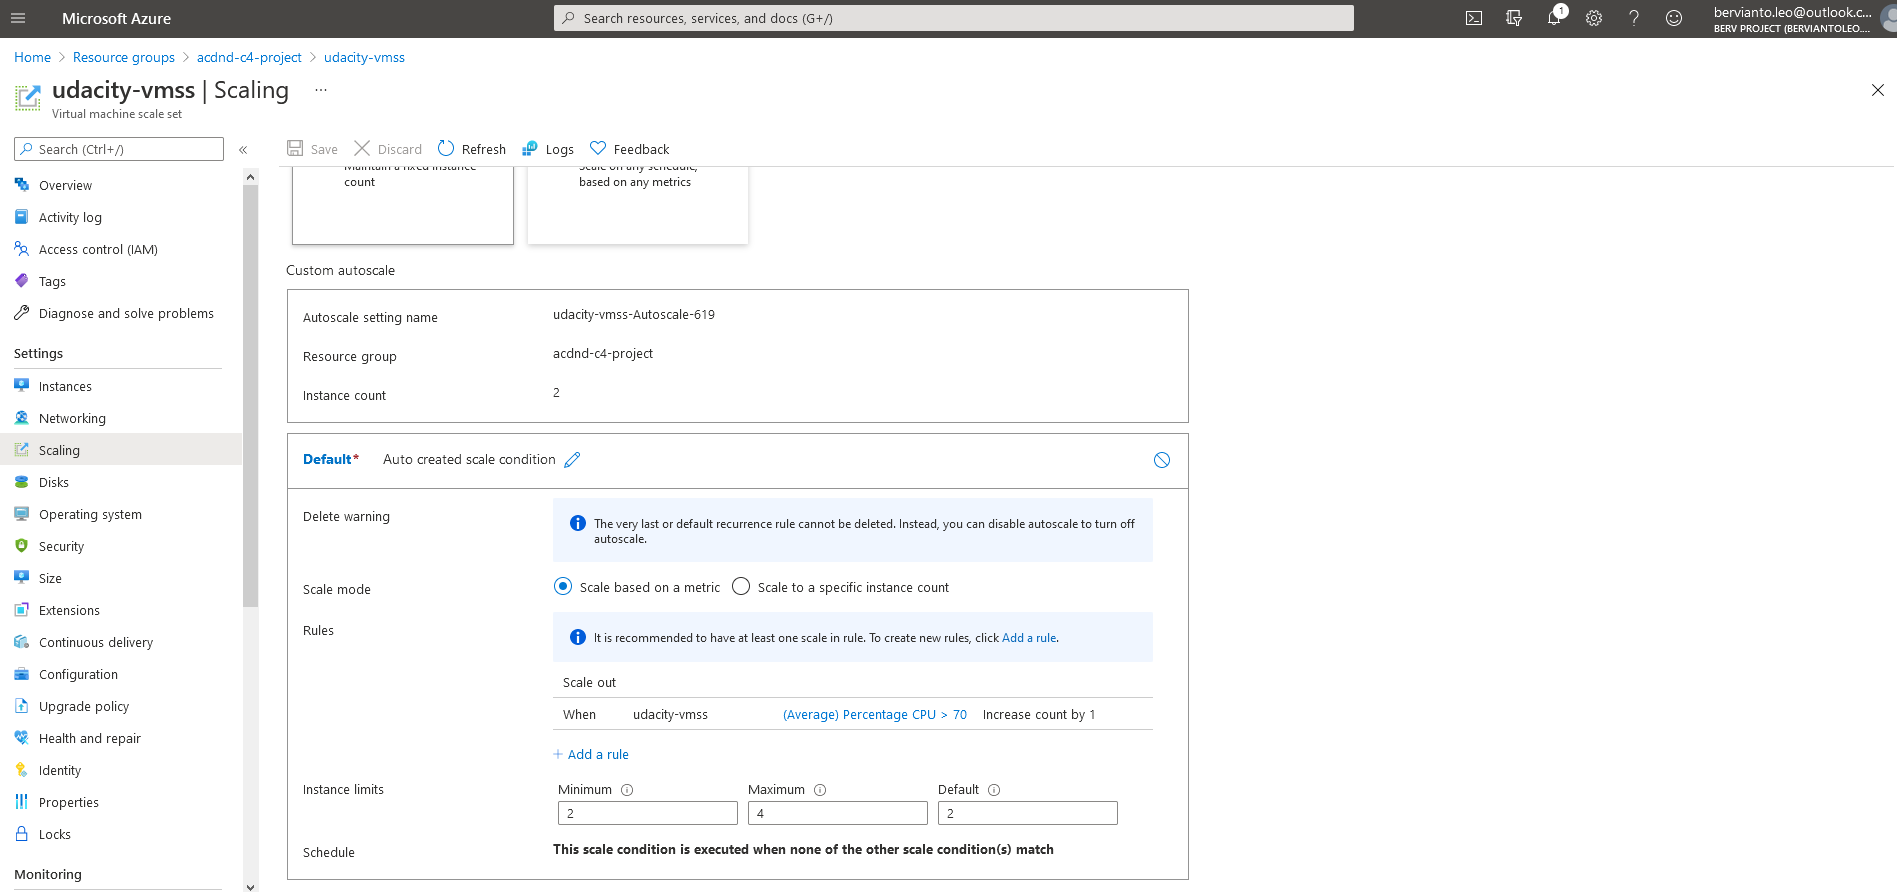 Microsoft Azure
Search resources, services, and docs (G+/)
1
bervianto.leo@outlook.c...
BERV PROJECT (BERVIANTOLEO....
Home > Resource groups > acdnd-c4-project > udacity-vmss
udacity-vmss | Scaling ...
Virtual machine scale set
Search (Ctrl+/)
«
Save Discard Refresh Logs Feedback
Overview
Activity log
Access control (IAM)
Tags
Diagnose and solve problems
Settings
Instances
Networking
Scaling
Disks
Operating system
Security
Size
Extensions
Continuous delivery
Configuration
Upgrade policy
Health and repair
Identity
Properties
Locks
Monitoring
Maintain a fixed instance
count
Scale on any schedule,
based on any metrics
Custom autoscale
Autoscale setting name udacity-vmss-Autoscale-619
Resource group acdnd-c4-project
Instance count 2
Default* Auto created scale condition
Delete warning
The very last or default recurrence rule cannot be deleted. Instead, you can disable autoscale to turn off
autoscale.
Scale mode Scale based on a metric Scale to a specific instance count
Rules
It is recommended to have at least one scale in rule. To create new rules, click Add a rule.
Scale out
When udacity-vmss (Average) Percentage CPU > 70 Increase count by 1
+ Add a rule
Instance limits Minimum Maximum Default
2 4 2
Schedule This scale condition is executed when none of the other scale condition(s) match